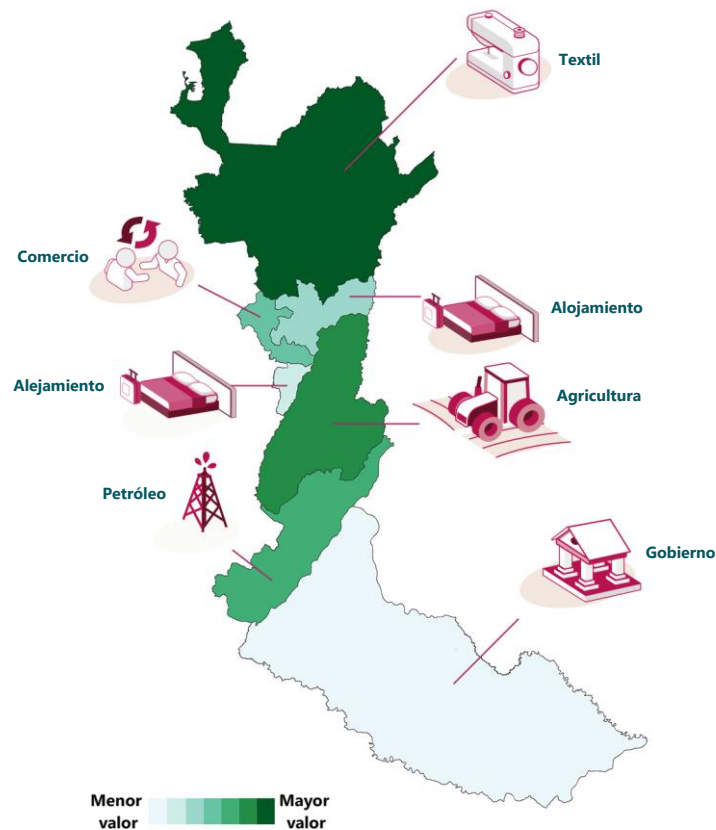 Textil
Comercio
Alojamiento
Alejamiento
Agricultura
Petróleo
Gobierno
Menor valor
Mayor valor